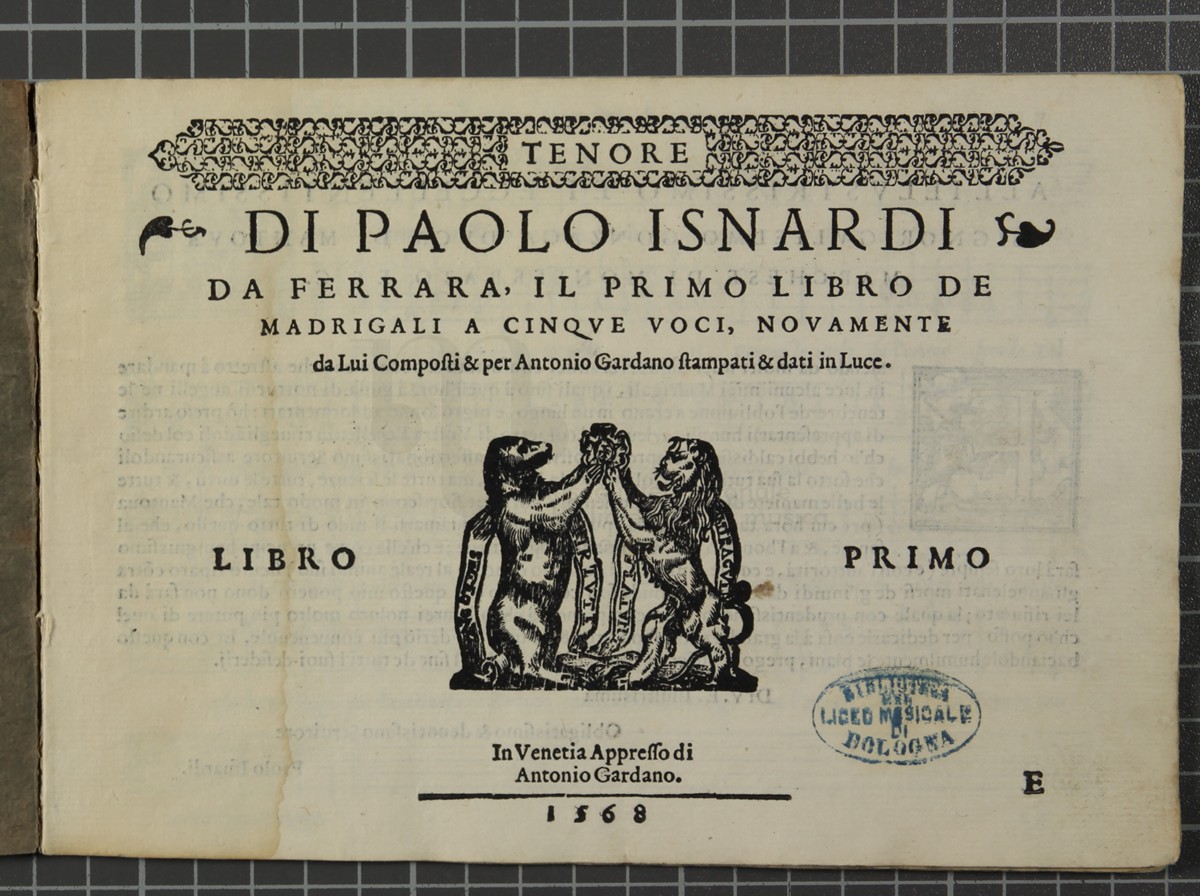 TENORE
DI PAOLO ISNARDI
DA FERRARA, IL PRIMO LIBRO DE
MADRIGALI A CINQVE VOCI, NOVAMENTE
da Lui Compoſti & per Antonio Gardano ſtampati & dati in Luce.
LIBRO PRIMO
VIRTVTE
BIBLIOTECA
DEL
LICEO MUSICALE
DI
BOLOGNA
In Venetia Appreſſo di
Antonio Gardano.
1568
E